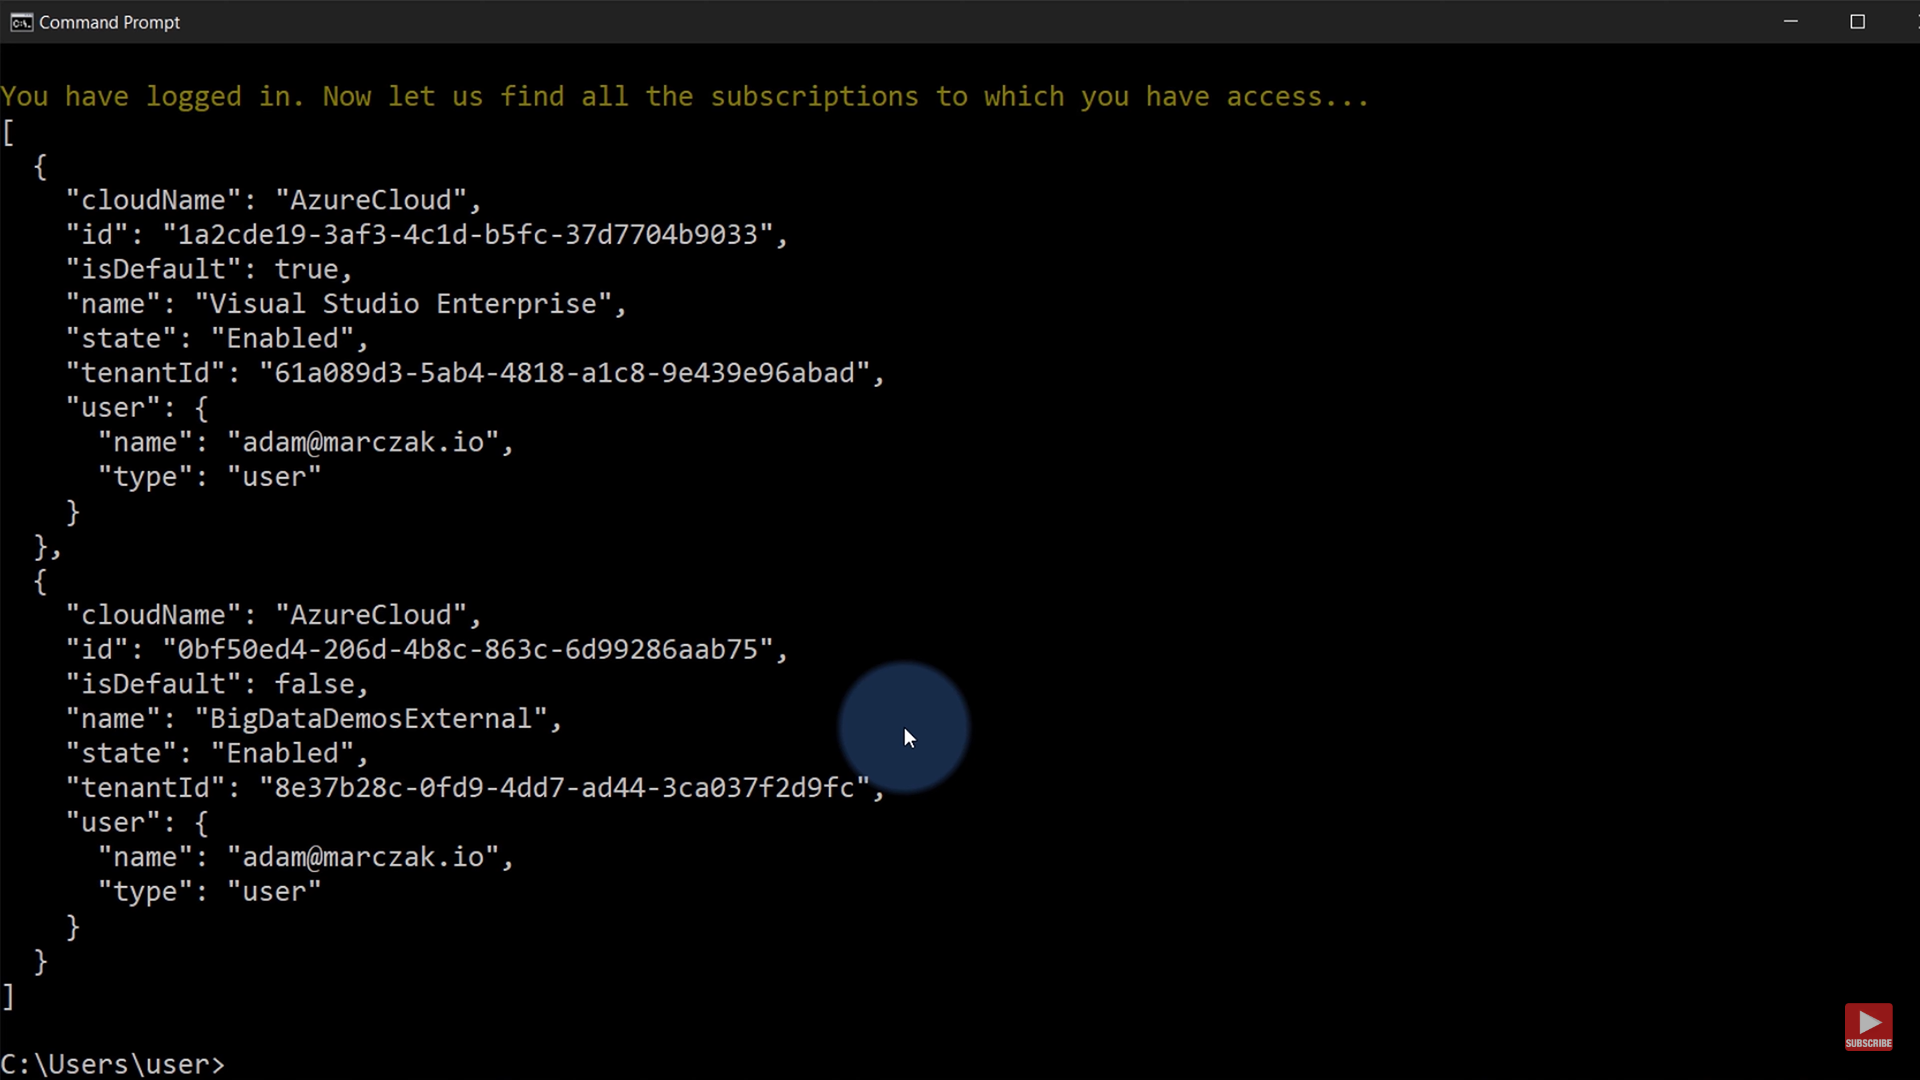 Command Prompt
You have logged in. Now let us find all the subscriptions to which you have access...
[
  {
    "cloudName": "AzureCloud",
    "id": "1a2cde19-3af3-4c1d-b5fc-37d7704b9033",
    "isDefault": true,
    "name": "Visual Studio Enterprise",
    "state": "Enabled",
    "tenantId": "61a089d3-5ab4-4818-a1c8-9e439e96abad",
    "user": {
      "name": "adam@marczak.io",
      "type": "user"
    }
  },
  {
    "cloudName": "AzureCloud",
    "id": "0bf50ed4-206d-4b8c-863c-6d99286aab75",
    "isDefault": false,
    "name": "BigDataDemosExternal",
    "state": "Enabled",
    "tenantId": "8e37b28c-0fd9-4dd7-ad44-3ca037f2d9fc",
    "user": {
      "name": "adam@marczak.io",
      "type": "user"
    }
  }
]
SUBSCRIBE
C:\Users\user>